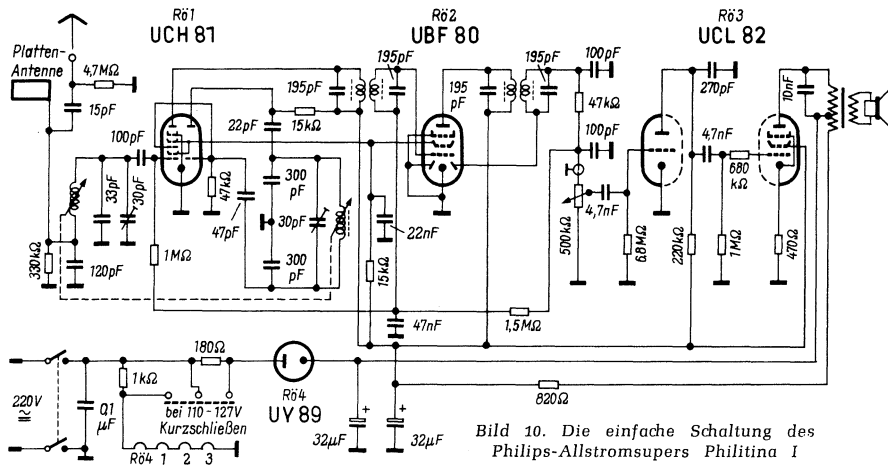 Rö1
UCH 81
Rö2
UBF 80
Rö3
UCL 82
Platten-
Antenne
4,7MΩ
15pF
100pF
33pF
30pF
330kΩ
120pF
1MΩ
47kΩ
47pF
22pF
15kΩ
300
pF
30pF
300
pF
195pF
195pF
22nF
15kΩ
47nF
195
pF
195pF
100pF
47kΩ
100pF
500kΩ
4,7nF
6,8MΩ
1,5MΩ
270pF
4,7nF
220kΩ
680
kΩ
1MΩ
470Ω
10nF
220V
0,1
µF
1kΩ
180Ω
bei 110-127V
Kurzschließen
Rö4 1 2 3
Rö4
UY 89
32µF
32µF
820Ω
Bild 10. Die einfache Schaltung des
Philips-Allstromsupers Philitina I